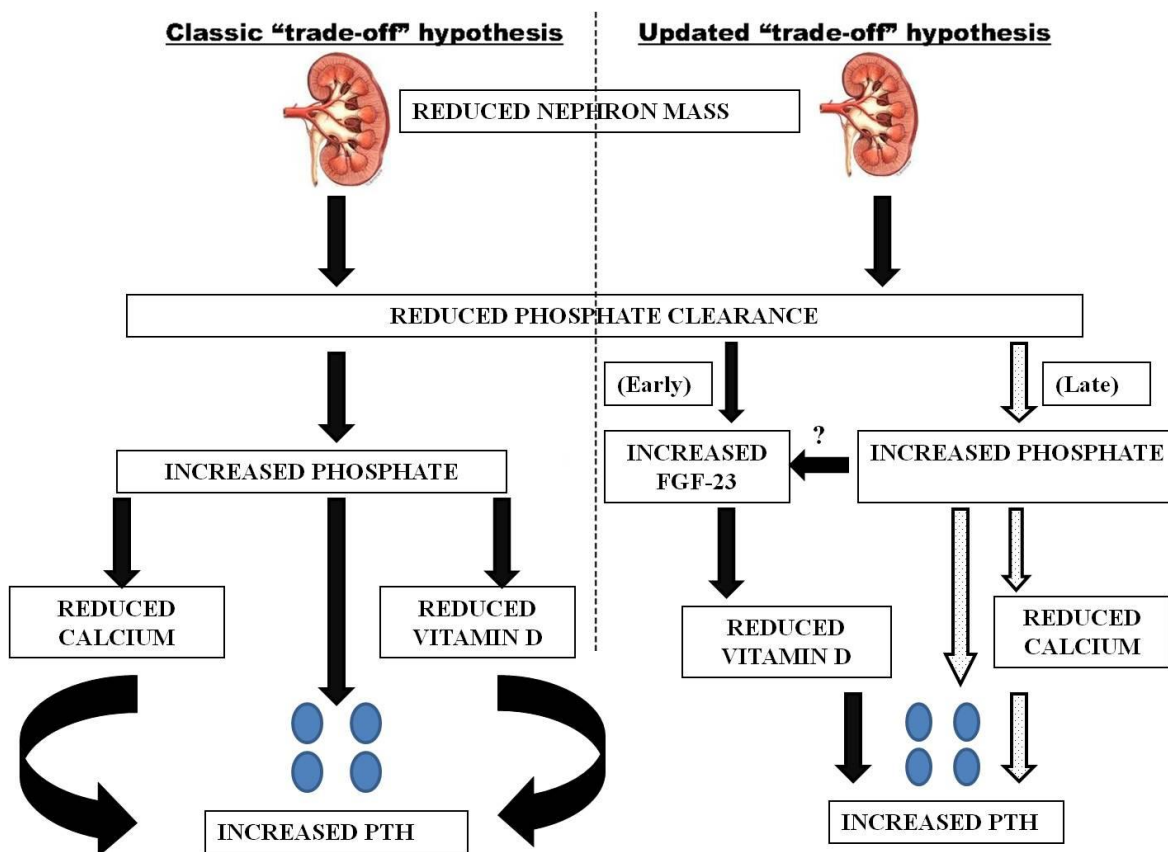 Classic “trade-off” hypothesis
Updated “trade-off” hypothesis
REDUCED NEPHRON MASS
REDUCED PHOSPHATE CLEARANCE
(Early)
(Late)
INCREASED PHOSPHATE
INCREASED
FGF-23
?
INCREASED PHOSPHATE
REDUCED
CALCIUM
REDUCED
VITAMIN D
REDUCED
VITAMIN D
REDUCED
CALCIUM
INCREASED PTH
INCREASED PTH